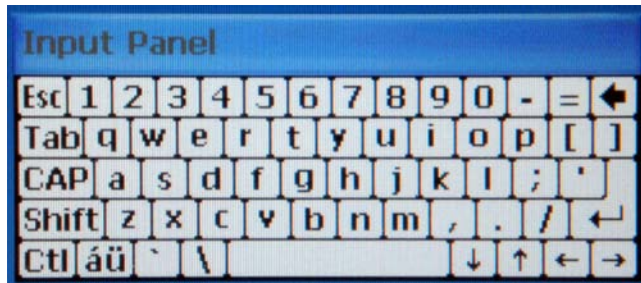 Input Panel
Esc 1 2 3 4 5 6 7 8 9 0 - = 🡄
Tab q w e r t y u i o p [ ]
CAP a s d f g h j k l ; '
Shift z x c v b n m , . / ↵
Ctl áü ` \ ↓ ↑ ← →